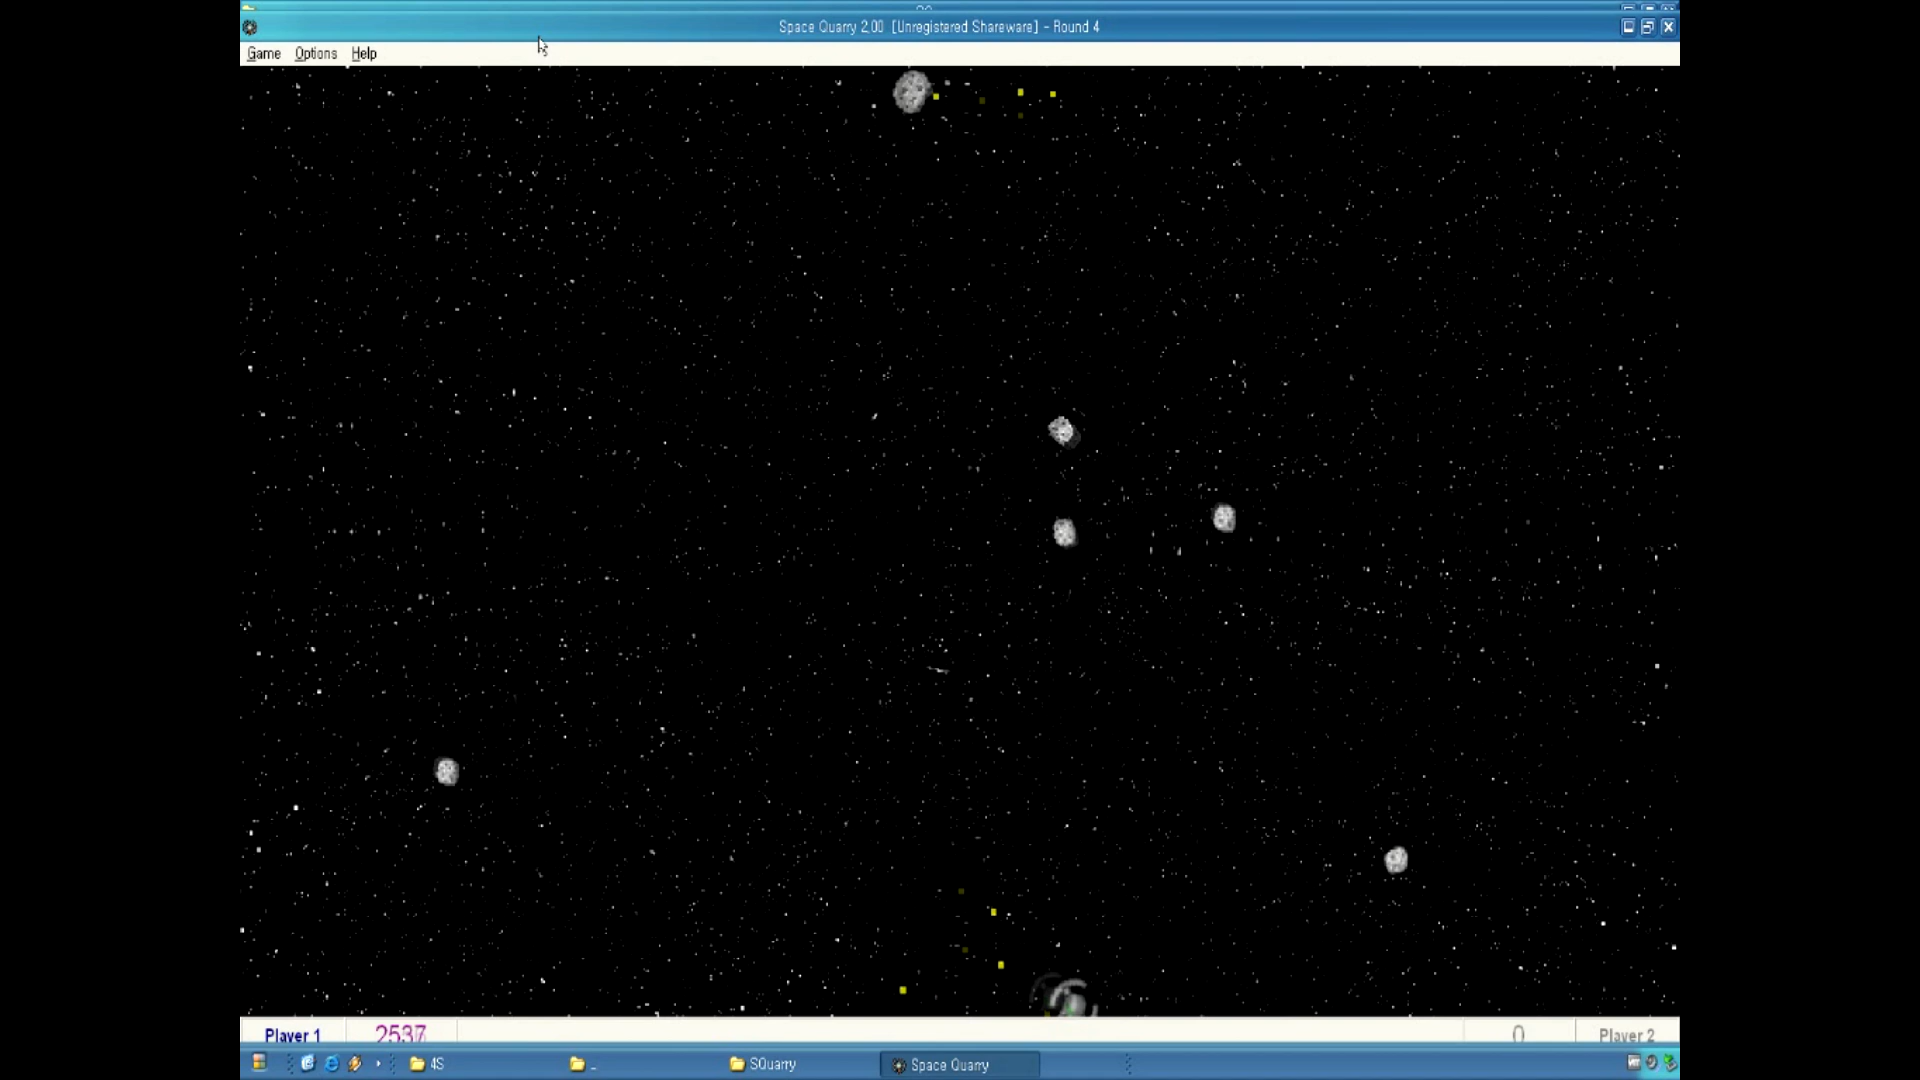 Space Quarry 2.00 [Unregistered Shareware] - Round 4
Game Options Help
Player 1 2537 0 Player 2
4S _ SQuarry Space Quarry